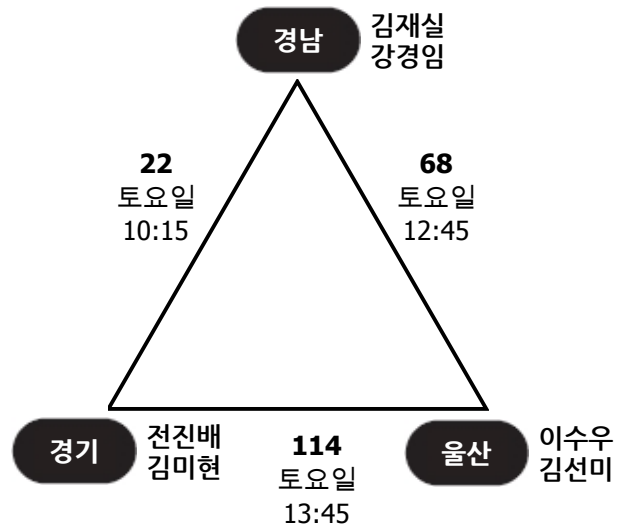 경남
김재실
강경임
22
토요일
10:15
68
토요일
12:45
경기
전진배
김미현
114
토요일
13:45
울산
이수우
김선미